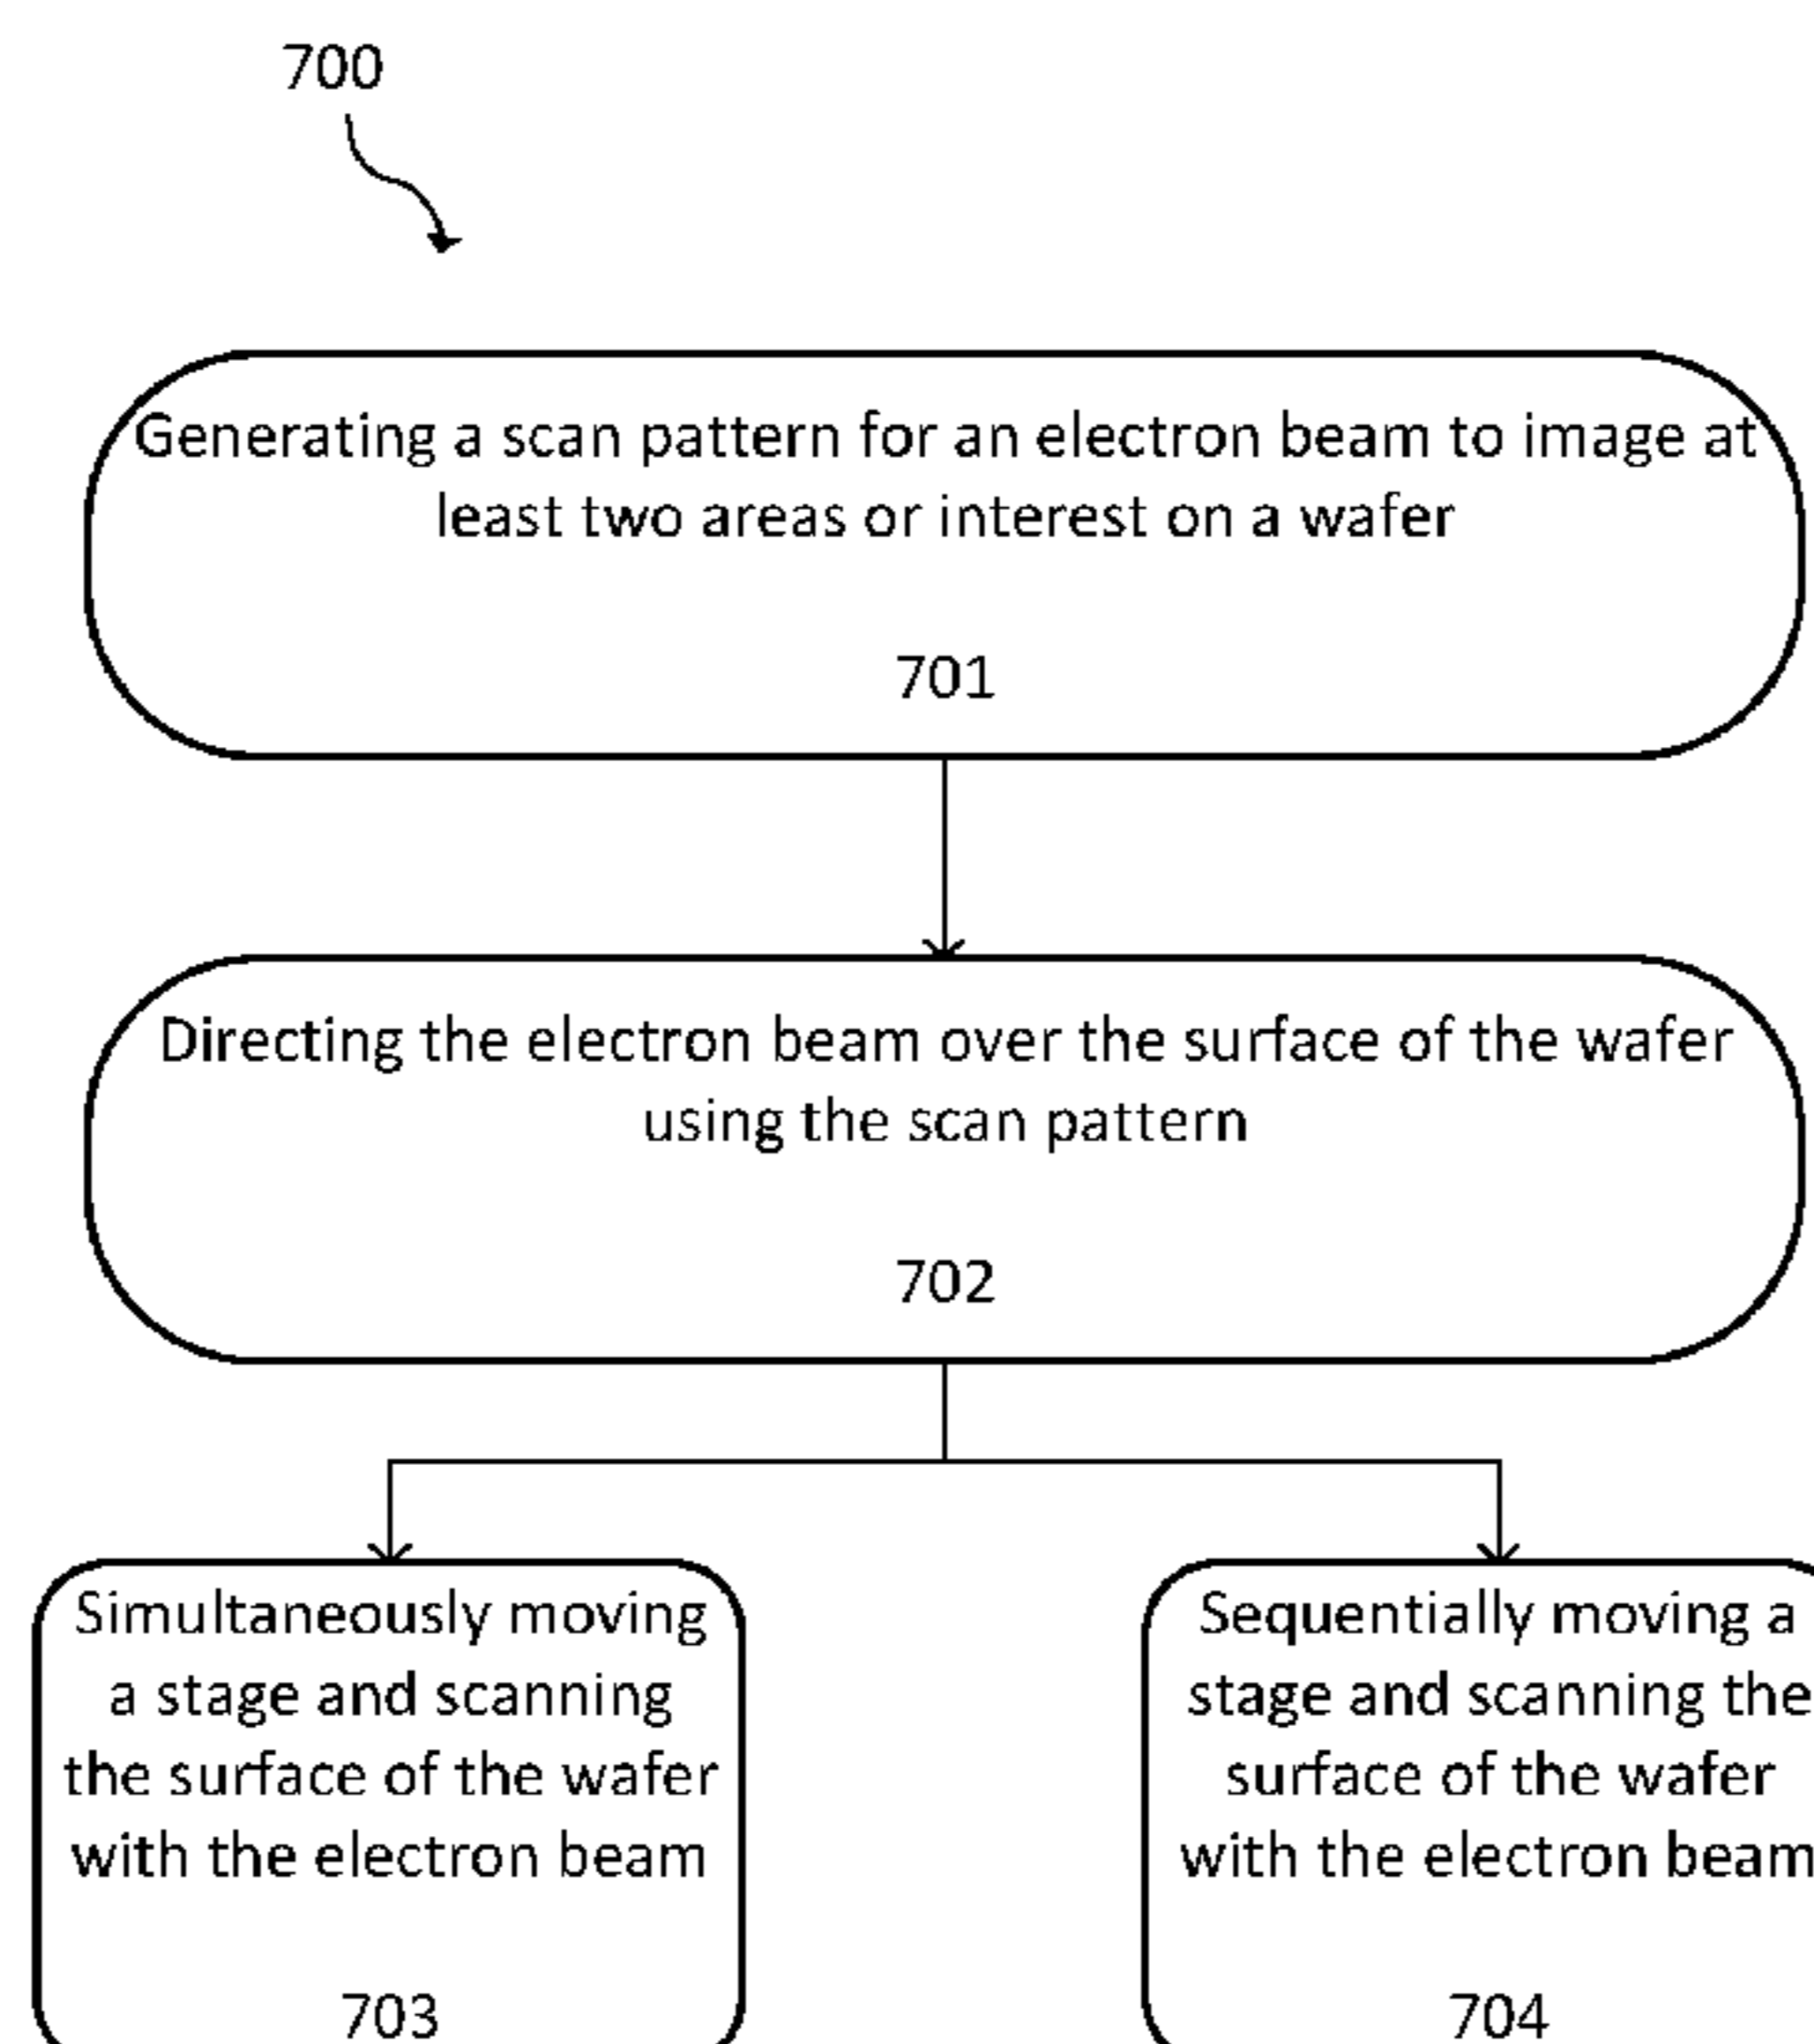 700
Generating a scan pattern for an electron beam to image at
least two areas or interest on a wafer
701
Directing the electron beam over the surface of the wafer
using the scan pattern
702
Simultaneously moving
a stage and scanning
the surface of the wafer
with the electron beam
703
Sequentially moving a
stage and scanning the
surface of the wafer
with the electron beam
704